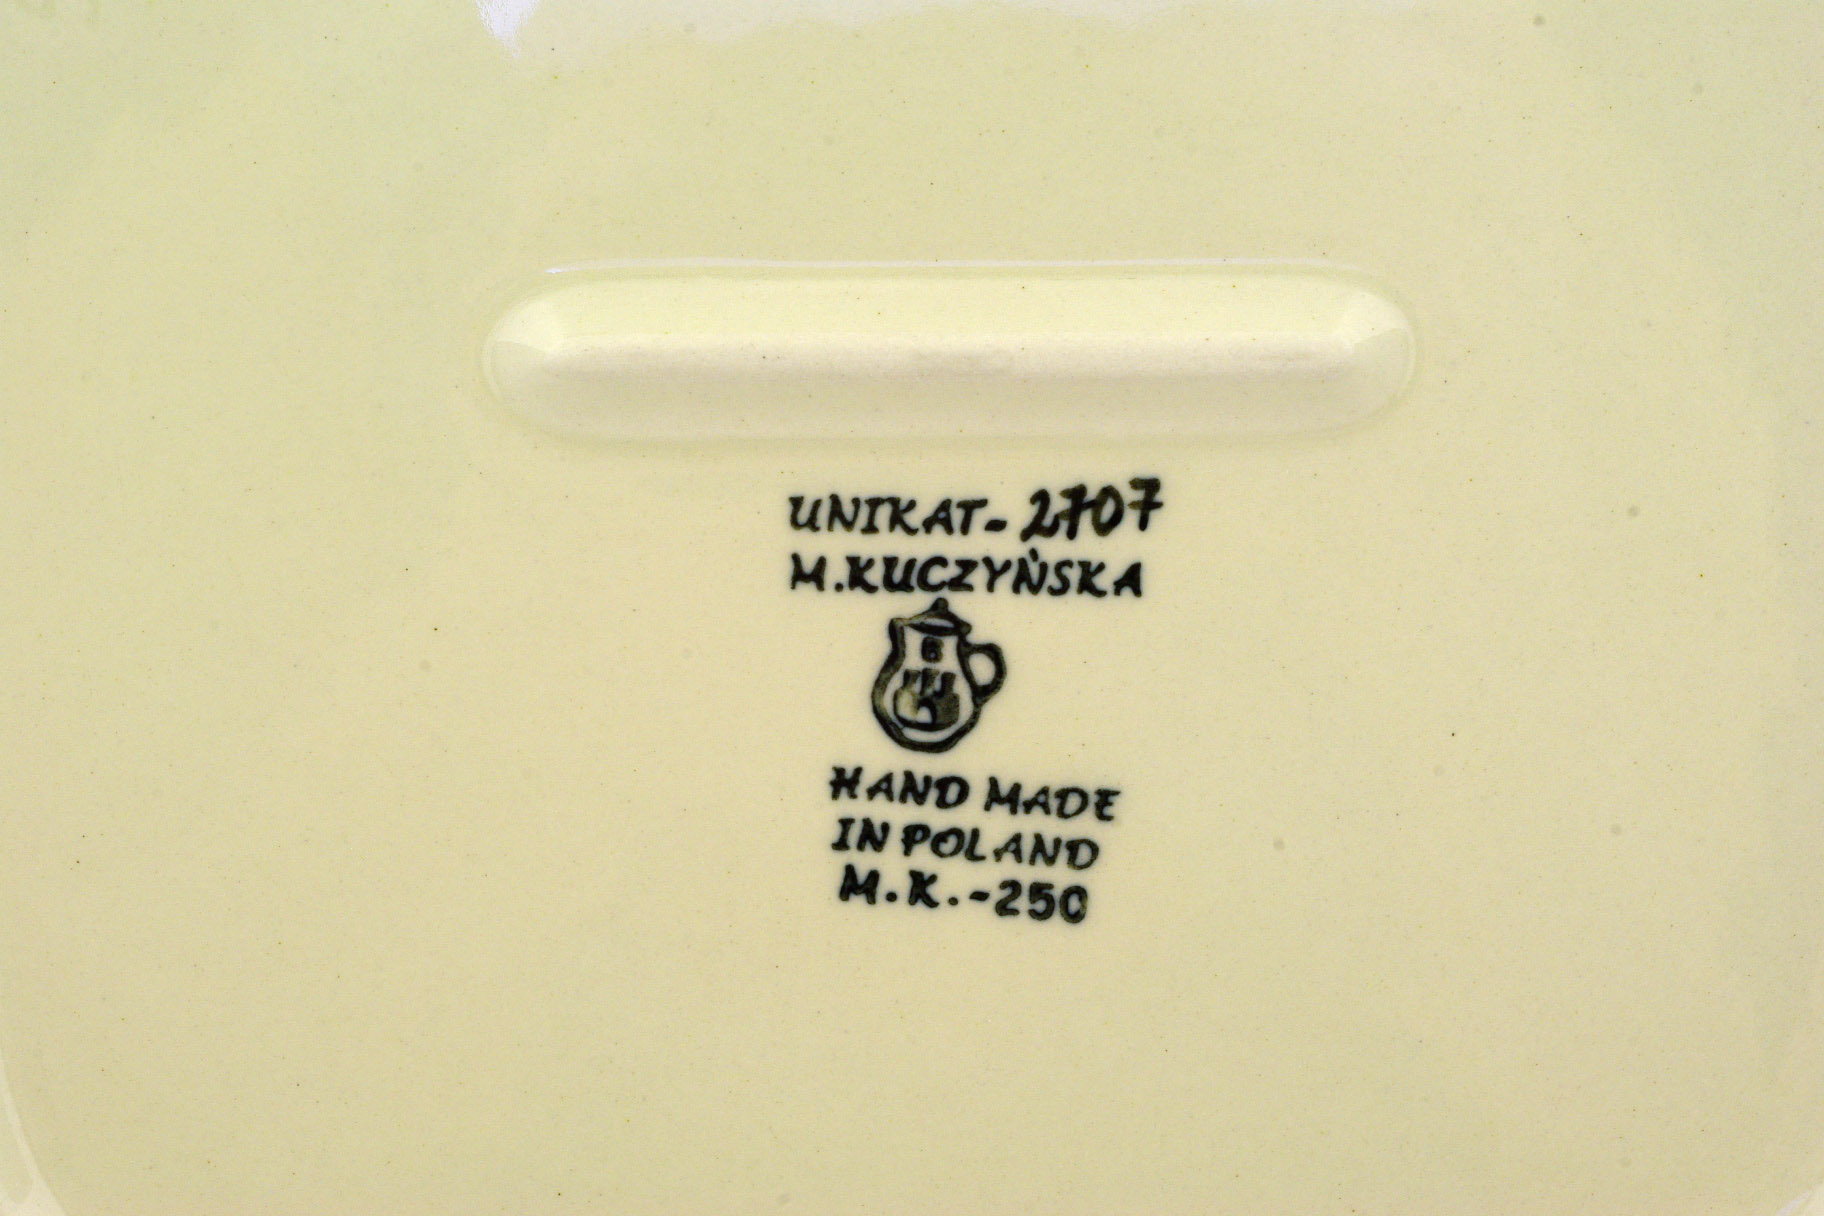 UNIKAT- 2707
M.KUCZYŃSKA
B
HAND MADE
IN POLAND
M.K.-250